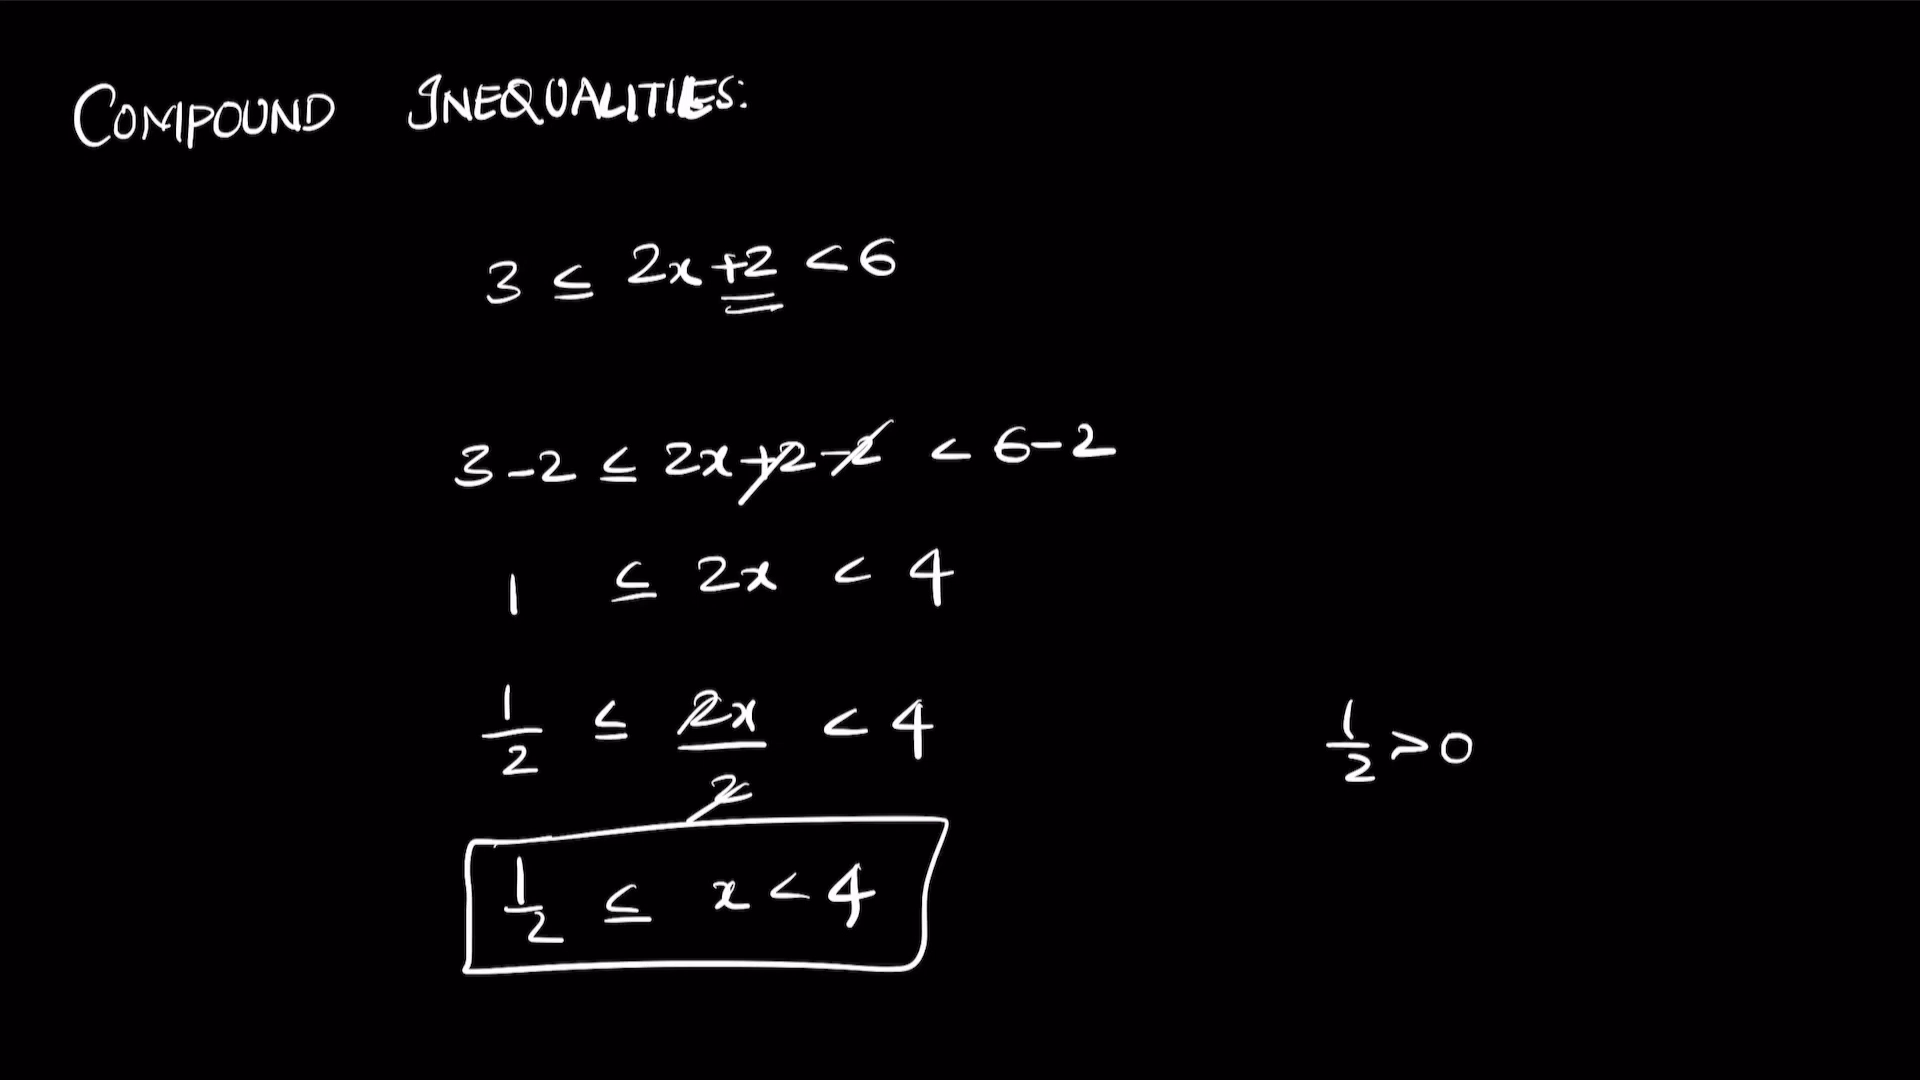 COMPOUND INEQUALITIES:
3 ≤ 2x+2 < 6
3-2 ≤ 2x+2-2 < 6-2
1 ≤ 2x < 4
1/2 ≤ 2x/2 < 4
1/2 > 0
1/2 ≤ x < 4